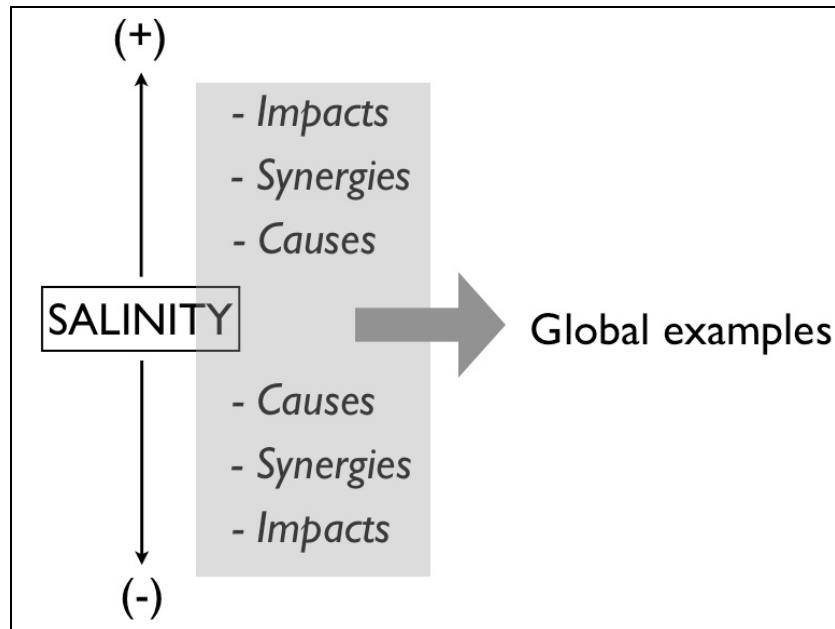 (+)
- Impacts
- Synergies
- Causes
SALINITY
Global examples
- Causes
- Synergies
- Impacts
(-)